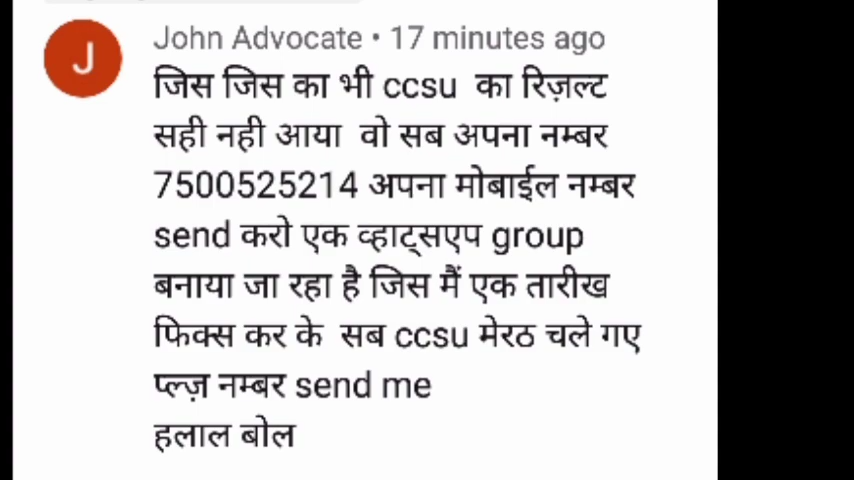 J
John Advocate • 17 minutes ago
जिस जिस का भी ccsu का रिज़ल्ट
सही नही आया वो सब अपना नम्बर
7500525214 अपना मोबाईल नम्बर
send करो एक व्हाट्सएप group
बनाया जा रहा है जिस मैं एक तारीख
फिक्स कर के सब ccsu मेरठ चले गए
प्ल्ज़ नम्बर send me
हलाल बोल